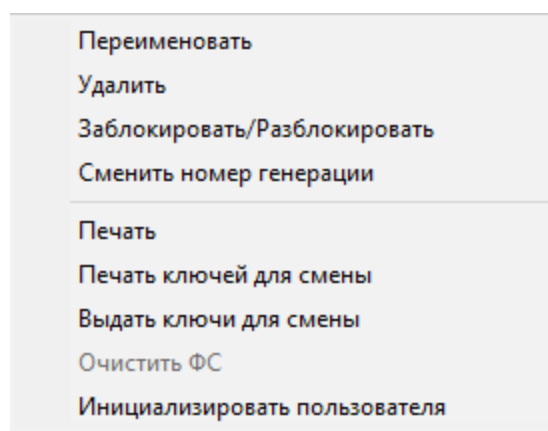 Переименовать
Удалить
Заблокировать/Разблокировать
Сменить номер генерации
Печать
Печать ключей для смены
Выдать ключи для смены
Очистить ФС
Инициализировать пользователя